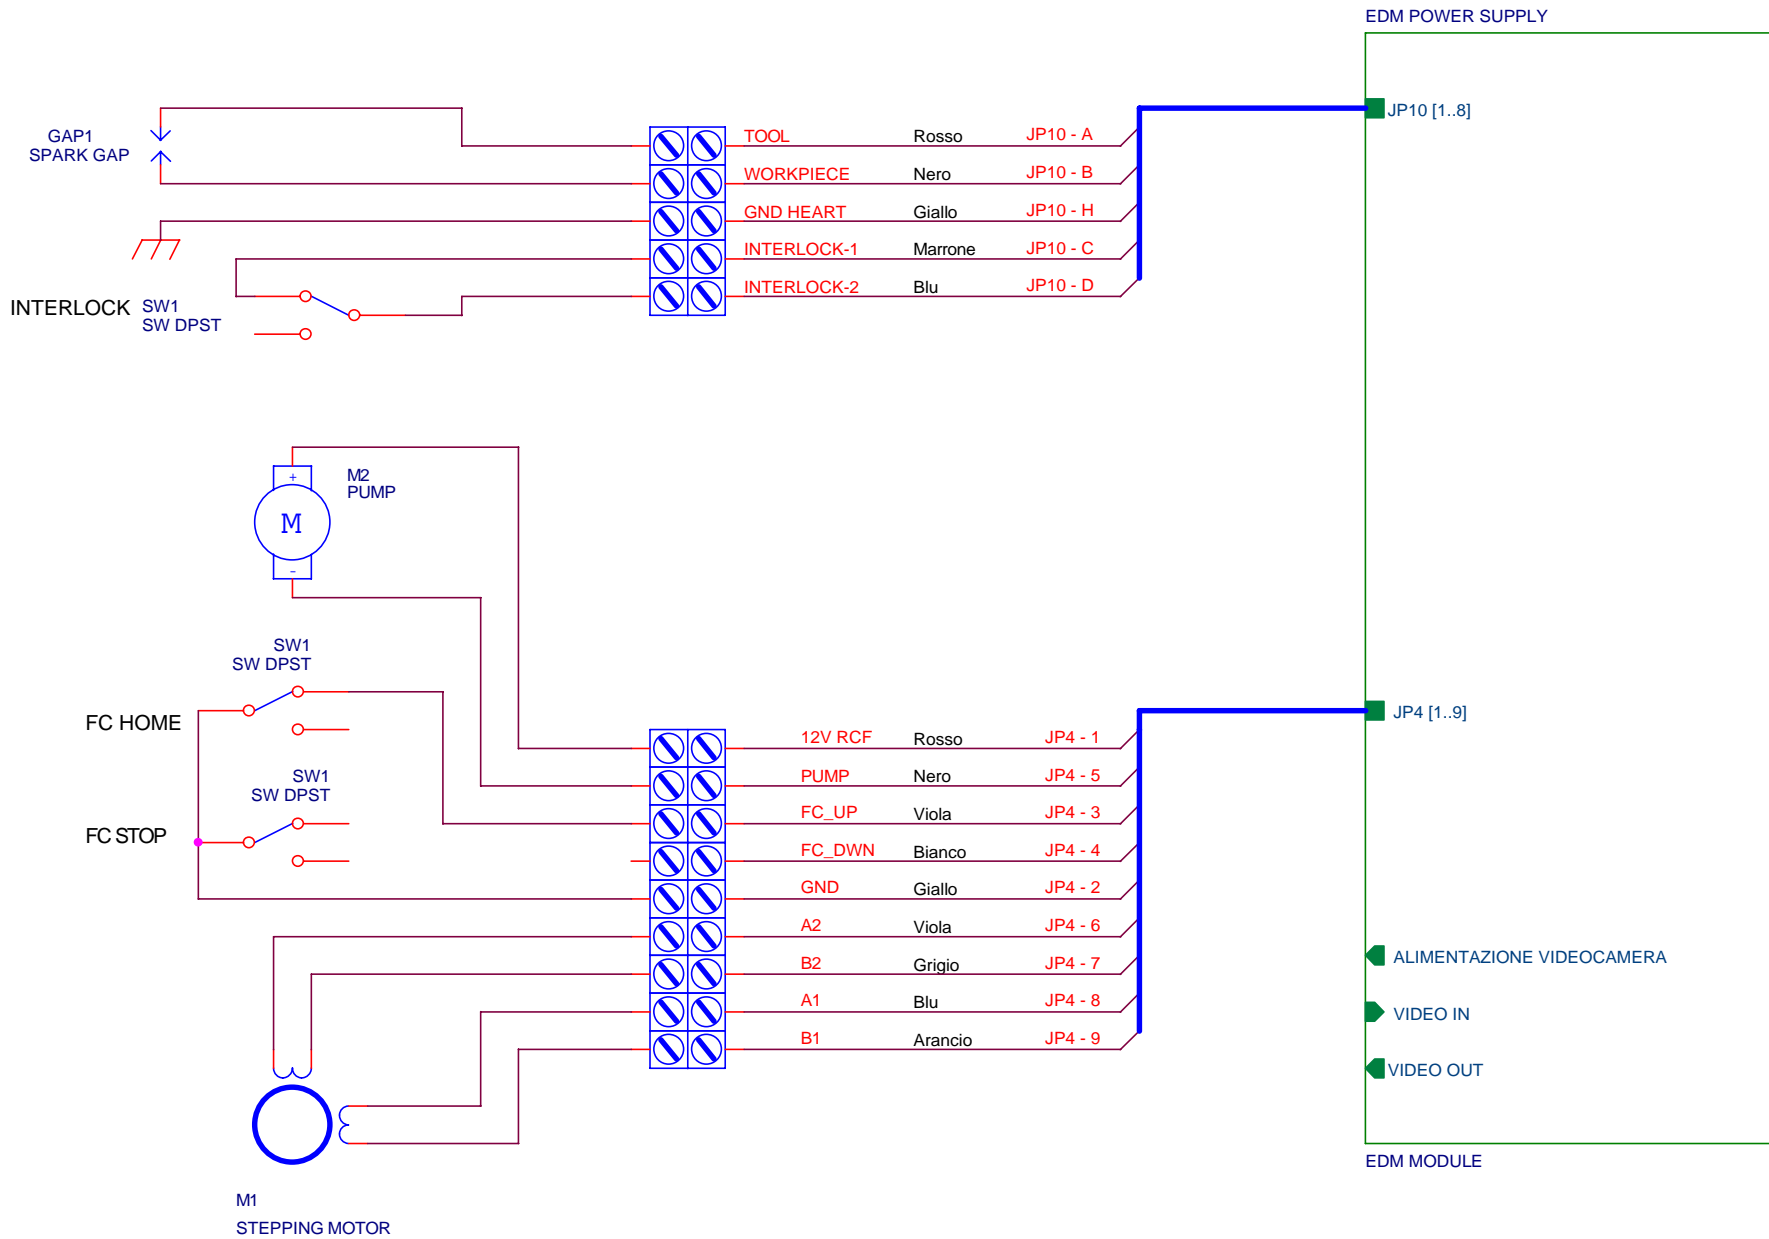 EDM POWER SUPPLY
JP10 [1..8]
GAP1
SPARK GAP
TOOL Rosso JP10 - A
WORKPIECE Nero JP10 - B
GND HEART Giallo JP10 - H
INTERLOCK-1 Marrone JP10 - C
INTERLOCK-2 Blu JP10 - D
INTERLOCK
SW1
SW DPST
M2
PUMP
+
M
-
SW1
SW DPST
FC HOME
SW1
SW DPST
FC STOP
JP4 [1..9]
12V RCF Rosso JP4 - 1
PUMP Nero JP4 - 5
FC_UP Viola JP4 - 3
FC_DWN Bianco JP4 - 4
GND Giallo JP4 - 2
A2 Viola JP4 - 6
B2 Grigio JP4 - 7
A1 Blu JP4 - 8
B1 Arancio JP4 - 9
ALIMENTAZIONE VIDEOCAMERA
VIDEO IN
VIDEO OUT
EDM MODULE
M1
STEPPING MOTOR